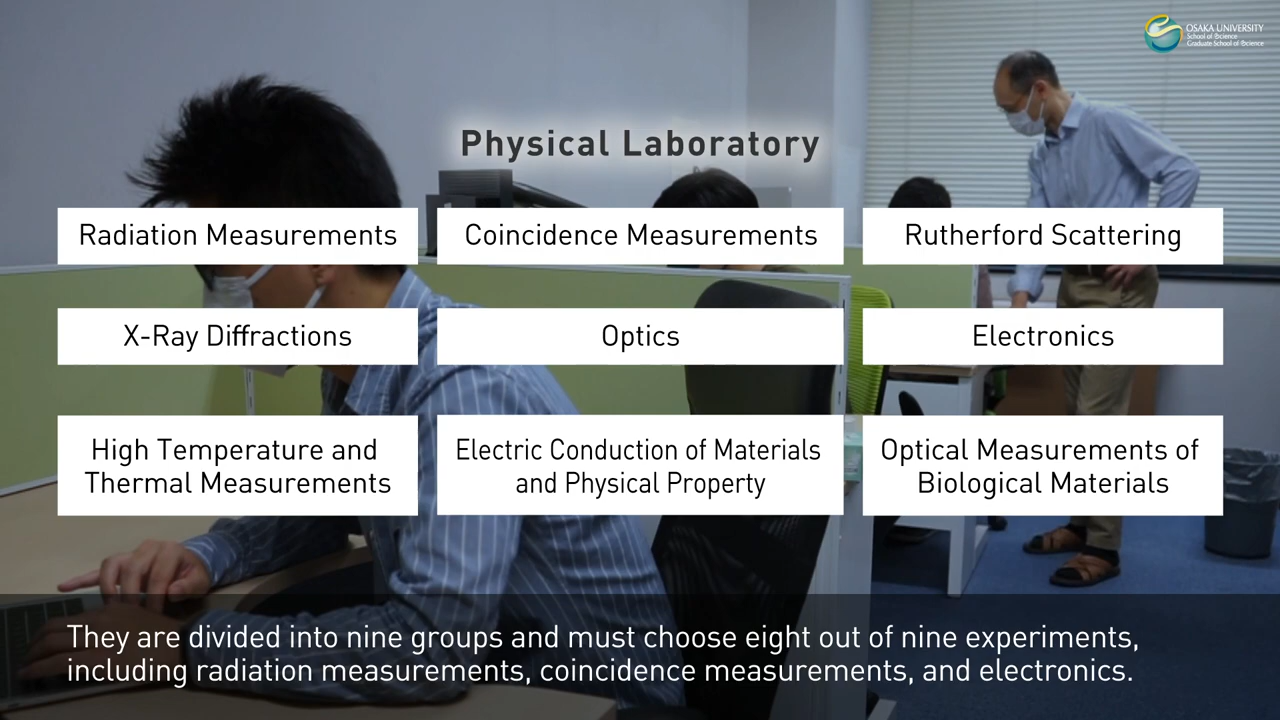 OSAKA UNIVERSITY
School of Science
Graduate School of Science
Physical Laboratory
Radiation Measurements
Coincidence Measurements
Rutherford Scattering
X-Ray Diffractions
Optics
Electronics
High Temperature and
Thermal Measurements
Electric Conduction of Materials
and Physical Property
Optical Measurements of
Biological Materials
They are divided into nine groups and must choose eight out of nine experiments,
including radiation measurements, coincidence measurements, and electronics.